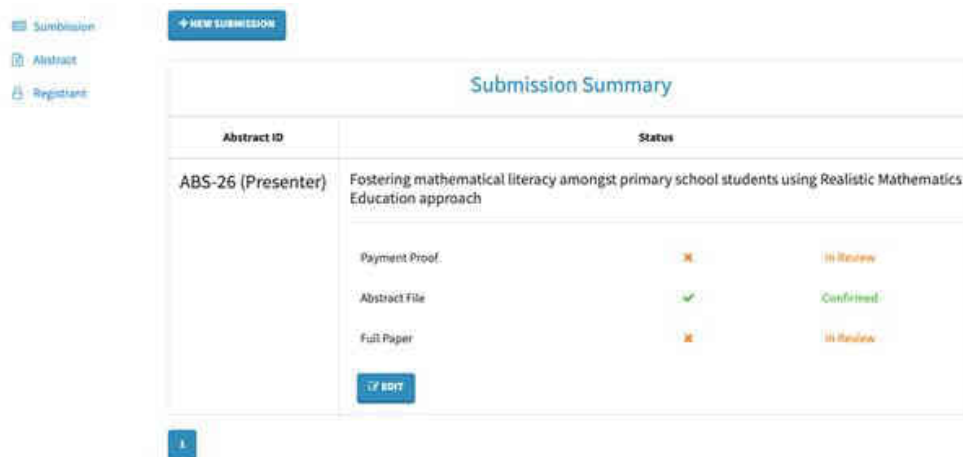 Sumbission
+ NEW SUBMISSION
Abstract
Registrant
Submission Summary
Abstract ID
Status
ABS-26 (Presenter)
Fostering mathematical literacy amongst primary school students using Realistic Mathematics
Education approach
Payment Proof
In Review
Abstract File
Confirmed
Full Paper
In Review
EDIT
1